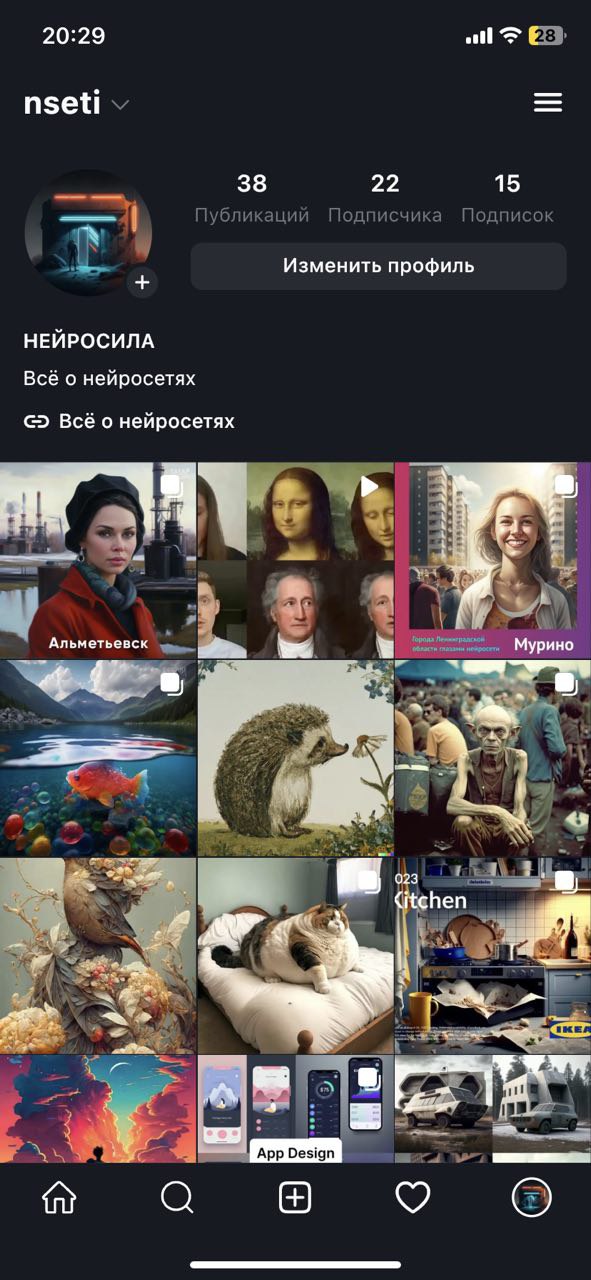 20:29
28
nseti
38
22
15
Публикаций
Подписчика
Подписок
Изменить профиль
НЕЙРОСИЛА
Всё о нейросетях
Всё о нейросетях
Альметьевск
Города Ленинградской
области глазами нейросети
Мурино
023
Kitchen
IKEA
$75
App Design